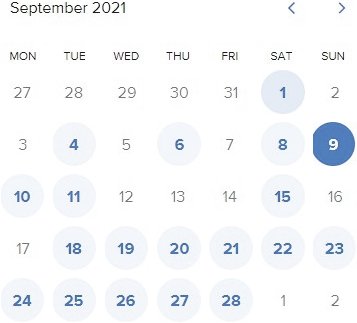 September 2021
MON TUE WED THU FRI SAT SUN
27 28 29 30 31 1 2
3 4 5 6 7 8 9
10 11 12 13 14 15 16
17 18 19 20 21 22 23
24 25 26 27 28 1 2